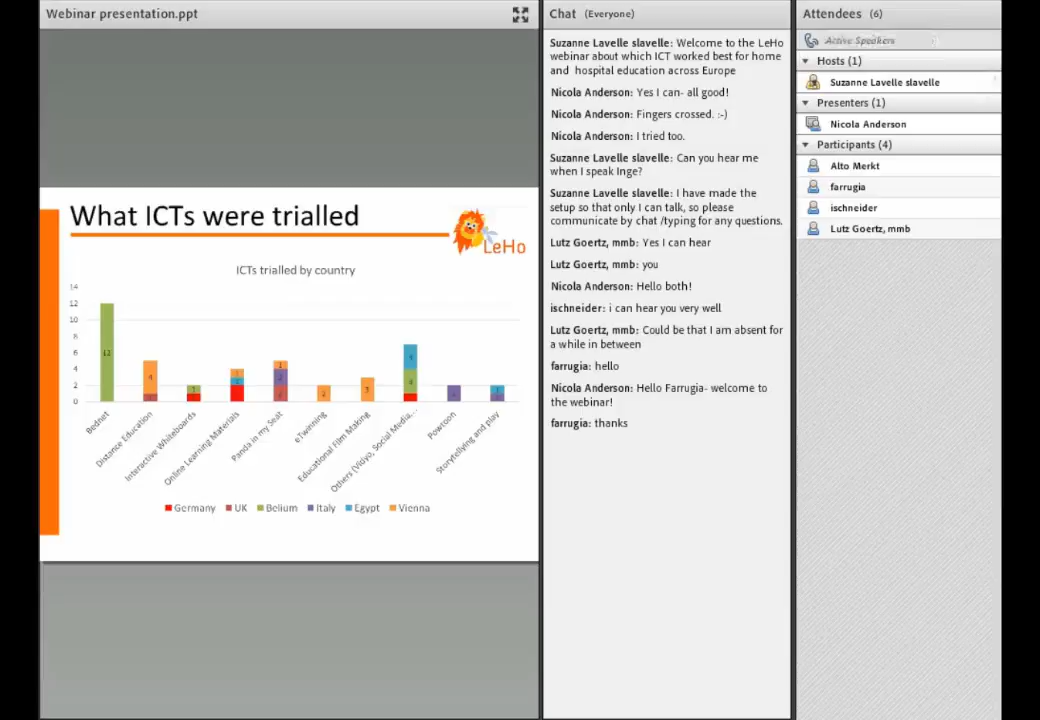 Webinar presentation.ppt
What ICTs were trialled
LeHo
ICTs trialled by country
14
12
10
8
6
4
2
0
12
4
3
4
Bednet
Distance Education
Interactive Whiteboards
Online Learning Materials
Panda in my Seat
eTwinning
Educational Film Making
Others (Vidyo, Social Media,...
Powtoon
Storytellying and play
Germany UK Belium Italy Egypt Vienna
Chat (Everyone)
Suzanne Lavelle slavelle: Welcome to the LeHo
webinar about which ICT worked best for home
and hospital education across Europe
Nicola Anderson: Yes I can- all good!
Nicola Anderson: Fingers crossed. :-)
Nicola Anderson: I tried too.
Suzanne Lavelle slavelle: Can you hear me
when I speak Inge?
Suzanne Lavelle slavelle: I have made the
setup so that only I can talk, so please
communicate by chat /typing for any questions.
Lutz Goertz, mmb: Yes I can hear
Lutz Goertz, mmb: you
Nicola Anderson: Hello both!
ischneider: i can hear you very well
Lutz Goertz, mmb: Could be that I am absent for
a while in between
farrugia: hello
Nicola Anderson: Hello Farrugia- welcome to
the webinar!
farrugia: thanks
Attendees (6)
Active Speakers
Hosts (1)
Suzanne Lavelle slavelle
Presenters (1)
Nicola Anderson
Participants (4)
Alto Merkt
farrugia
ischneider
Lutz Goertz, mmb